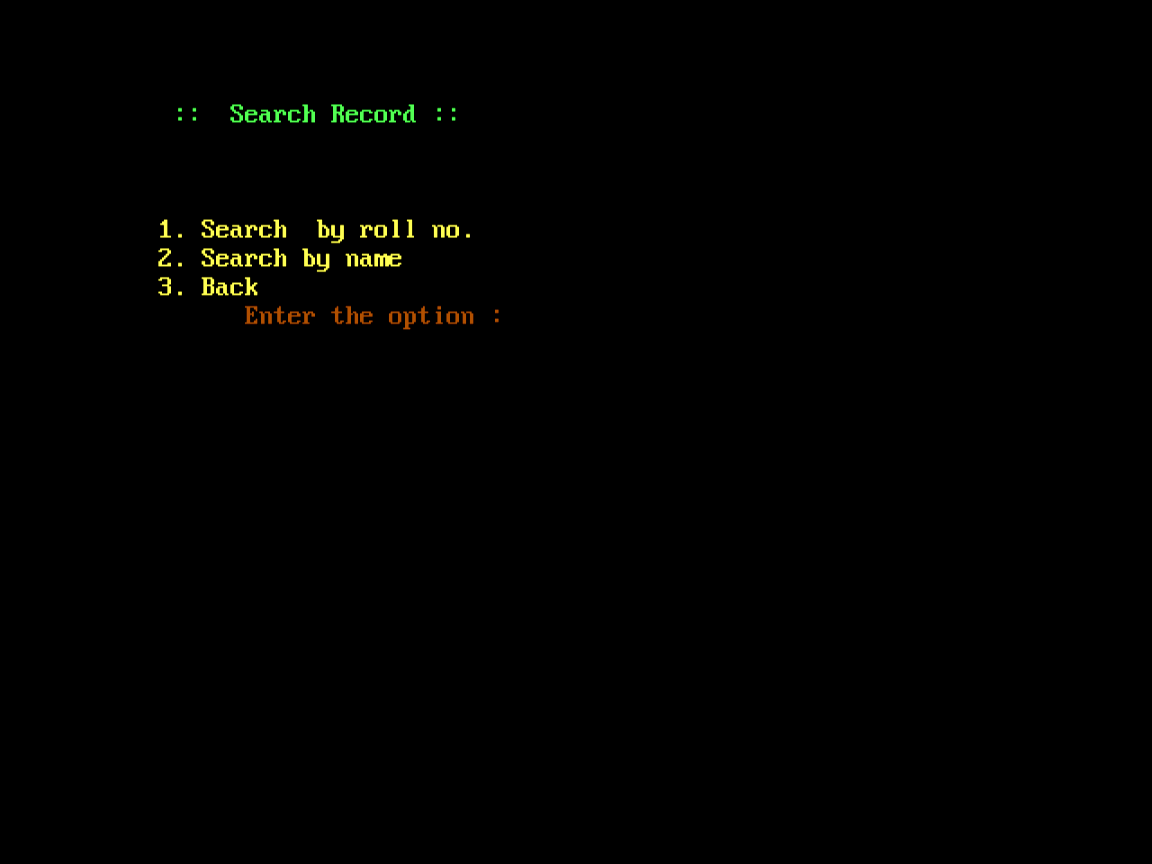 ::  Search Record ::
1. Search  by roll no.
2. Search by name
3. Back
Enter the option :